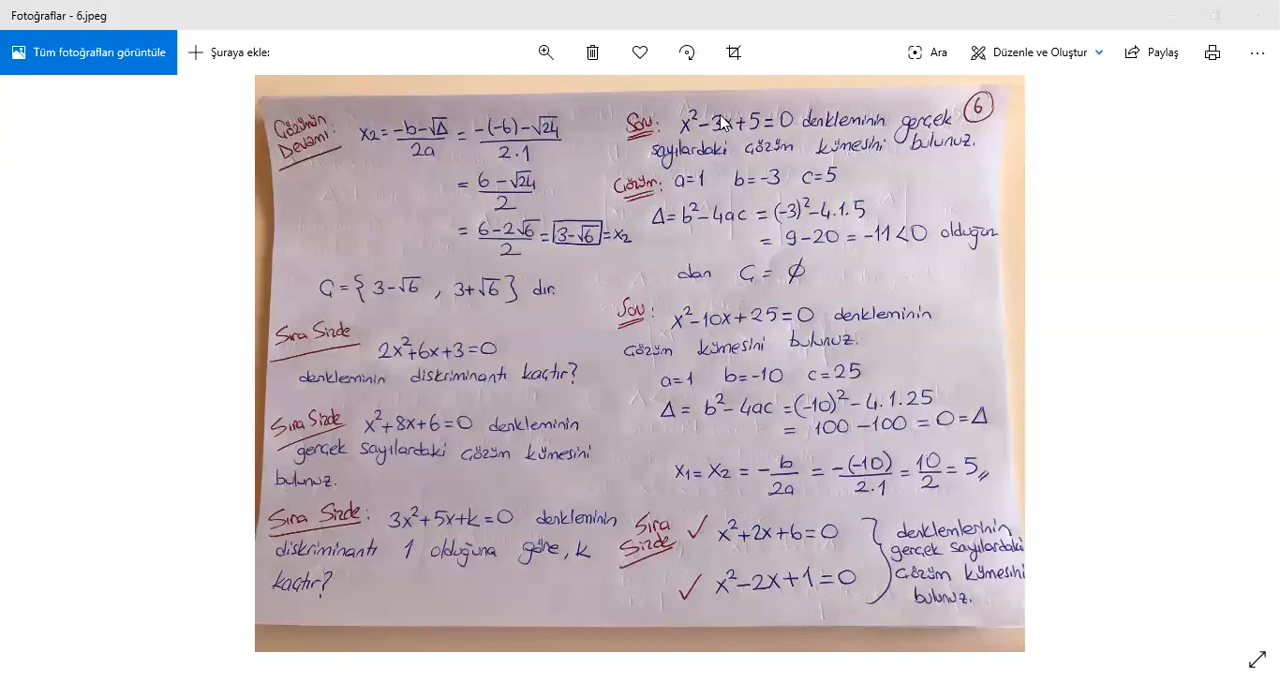 Fotoğraflar - 6.jpeg
Tüm fotoğrafları görüntüle
Şuraya ekle:
Ara
Düzenle ve Oluştur
Paylaş
Çözümün
Devamı:
x2 = -b-√Δ / 2a = -(-6)-√24 / 2.1
= 6-√24 / 2
= 6-2√6 / 2 = 3-√6 = x2
Ç = { 3-√6 , 3+√6 } dır.
Sıra Sizde
2x²+6x+3=0
denkleminin diskriminantı kaçtır?
Sıra Sizde x²+8x+6=0 denkleminin
gerçek sayılardaki çözüm kümesini
bulunuz.
Sıra Sizde: 3x²+5x+k=0 denkleminin
diskriminantı 1 olduğuna göre, k
kaçtır?
6
Soru: x²-3x+5=0 denkleminin gerçek
sayılardaki çözüm kümesini bulunuz.
Çözüm: a=1 b=-3 c=5
Δ = b²-4ac = (-3)²-4.1.5
= 9-20 = -11<0 olduğun
dan Ç = ∅
Soru: x²-10x+25=0 denkleminin
çözüm kümesini bulunuz.
a=1 b=-10 c=25
Δ = b²-4ac = (-10)²-4.1.25
= 100-100 = 0 = Δ
x1 = x2 = -b/2a = -(-10)/2.1 = 10/2 = 5,,
Sıra
Sizde
✓ x²+2x+6=0
✓ x²-2x+1=0
denklemlerinin
gerçek sayılardaki
çözüm kümesini
bulunuz.